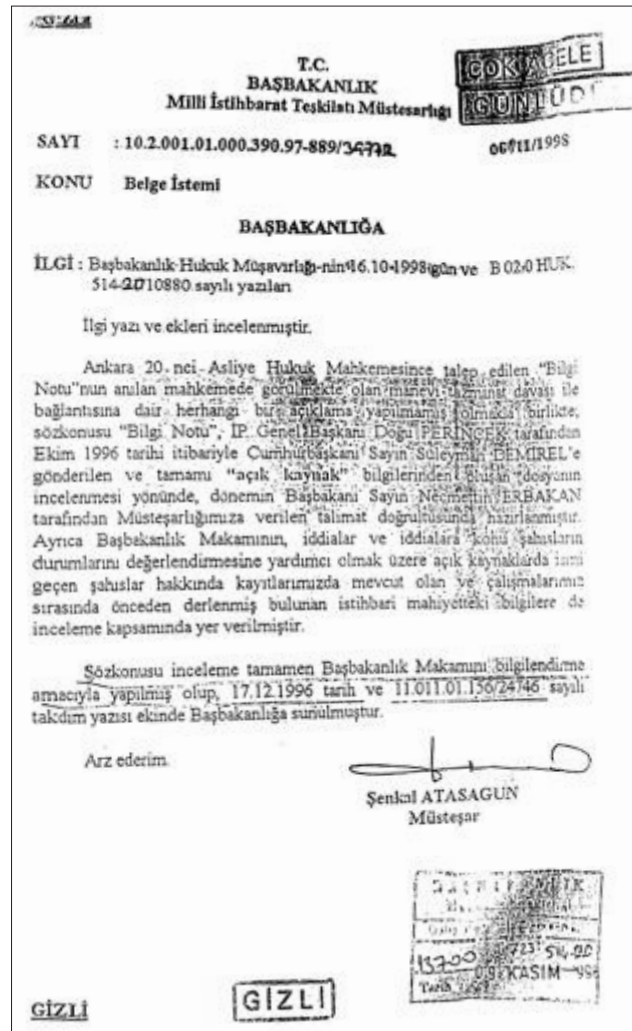 T.C.
BAŞBAKANLIK
Milli İstihbarat Teşkilatı Müsteşarlığı
ÇOK ACELE
GÜNLÜDÜR
SAYI : 10.2.001.01.000.390.97-889/
11/1998
KONU Belge İstemi
BAŞBAKANLIĞA
İLGİ : Başbakanlık Hukuk Müşavirliği-nin 16.10.1998 gün ve B 02.0 HUK.
sayılı yazıları
İlgi yazı ve ekleri incelenmiştir.
Ankara 20 nci Asliye Hukuk Mahkemesince talep edilen "Bilgi
Notu"nun anılan mahkemede görülmekte olan manevi tazminat davası ile
bağlantısına dair herhangi bir açıklama yapılmamış olmakla birlikte,
sözkonusu "Bilgi Notu", İP Genel Başkanı Doğu PERİNÇEK tarafından
Ekim 1996 tarihi itibariyle Cumhurbaşkanı Sayın Süleyman DEMİREL'e
gönderilen ve tamamı "açık kaynak" bilgilerinden oluşan dosyanın
incelenmesi yönünde, dönemin Başbakanı Sayın Necmettin ERBAKAN
tarafından Müsteşarlığımıza verilen talimat doğrultusunda hazırlanmıştır.
Ayrıca Başbakanlık Makamının, iddialar ve iddialara konu şahısların
durumlarını değerlendirmesine yardımcı olmak üzere açık kaynaklarda ismi
geçen şahıslar hakkında kayıtlarımızda mevcut olan ve çalışmalarımız
sırasında önceden derlenmiş bulunan istihbari mahiyetteki bilgilere de
inceleme kapsamında yer verilmiştir.
Sözkonusu inceleme tamamen Başbakanlık Makamını bilgilendirme
amacıyla yapılmış olup, 17.12.1996 tarih ve 11.011.01.156/24746 sayılı
takdim yazısı ekinde Başbakanlığa sunulmuştur.
Arz ederim.
Şenkal ATASAGUN
Müsteşar
13700
KASIM
Tarih
GİZLİ
GİZLİ